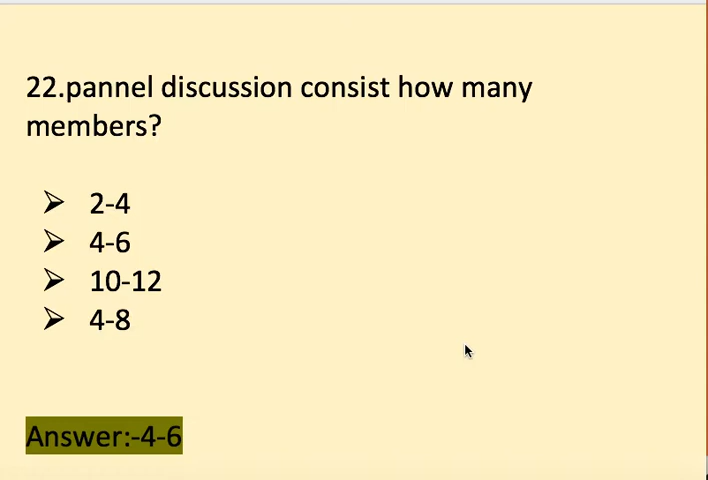 22.pannel discussion consist how many
members?
➢ 2-4
➢ 4-6
➢ 10-12
➢ 4-8
Answer:-4-6